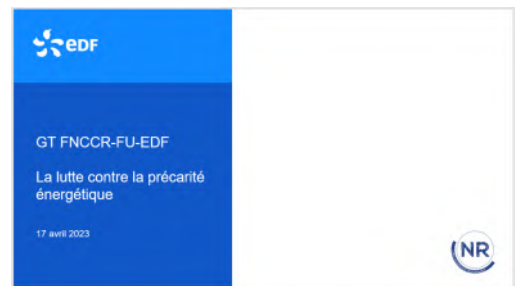 edf
GT FNCCR-FU-EDF
La lutte contre la précarité
énergétique
17 avril 2023
NR